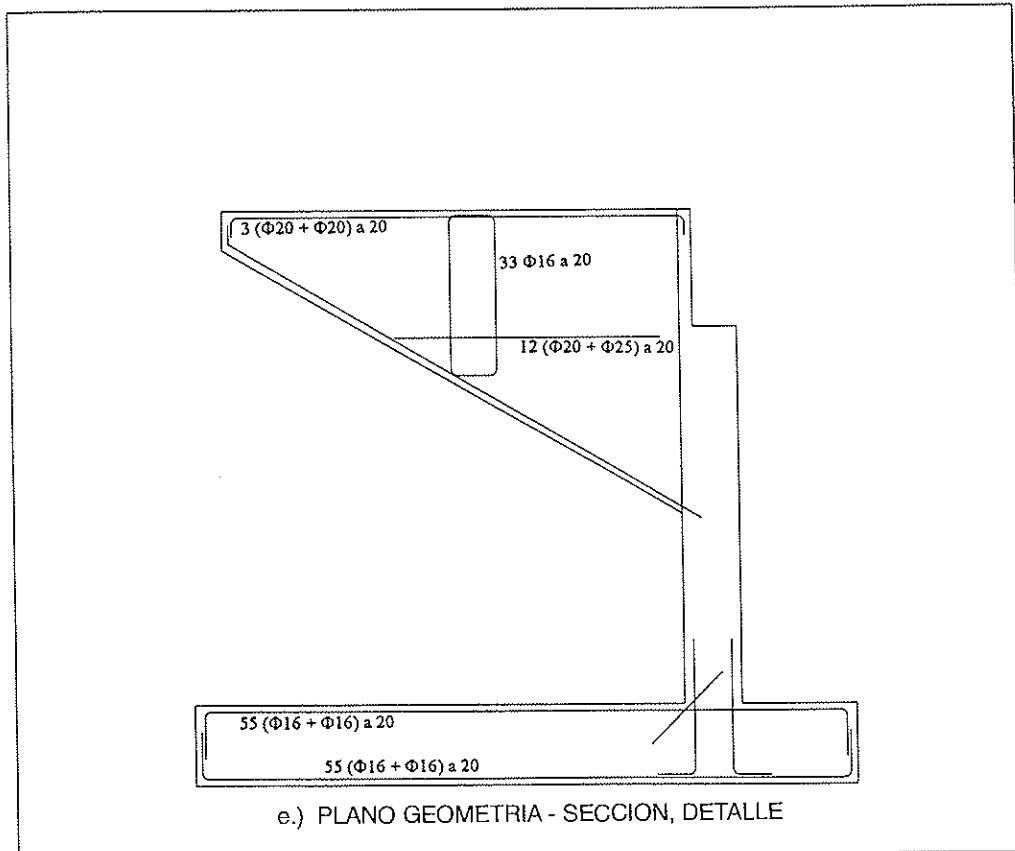 3 (Φ20 + Φ20) a 20
33 Φ16 a 20
12 (Φ20 + Φ25) a 20
55 (Φ16 + Φ16) a 20
55 (Φ16 + Φ16) a 20
e.) PLANO GEOMETRIA - SECCION, DETALLE